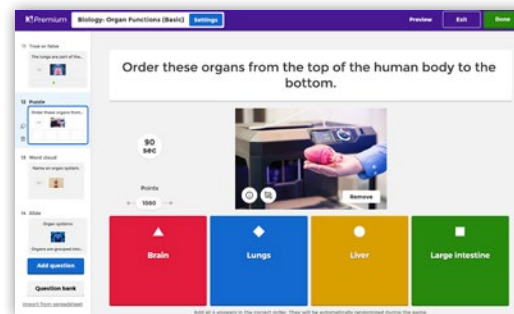 K! Premium
Biology: Organ Functions (Basic)
Settings
Preview
Exit
Done
11 True or false
The lungs are part of the...
12 Puzzle
Order these organs from...
13 Word cloud
Name an organ system...
14 Slide
Organ systems
Organs are grouped into...
Add question
Question bank
Import from spreadsheet
Order these organs from the top of the human body to the
bottom.
90
sec
Points
1000
Remove
Brain
Lungs
Liver
Large intestine
Add all 4 answers in the correct order. They will be automatically randomized during the game.